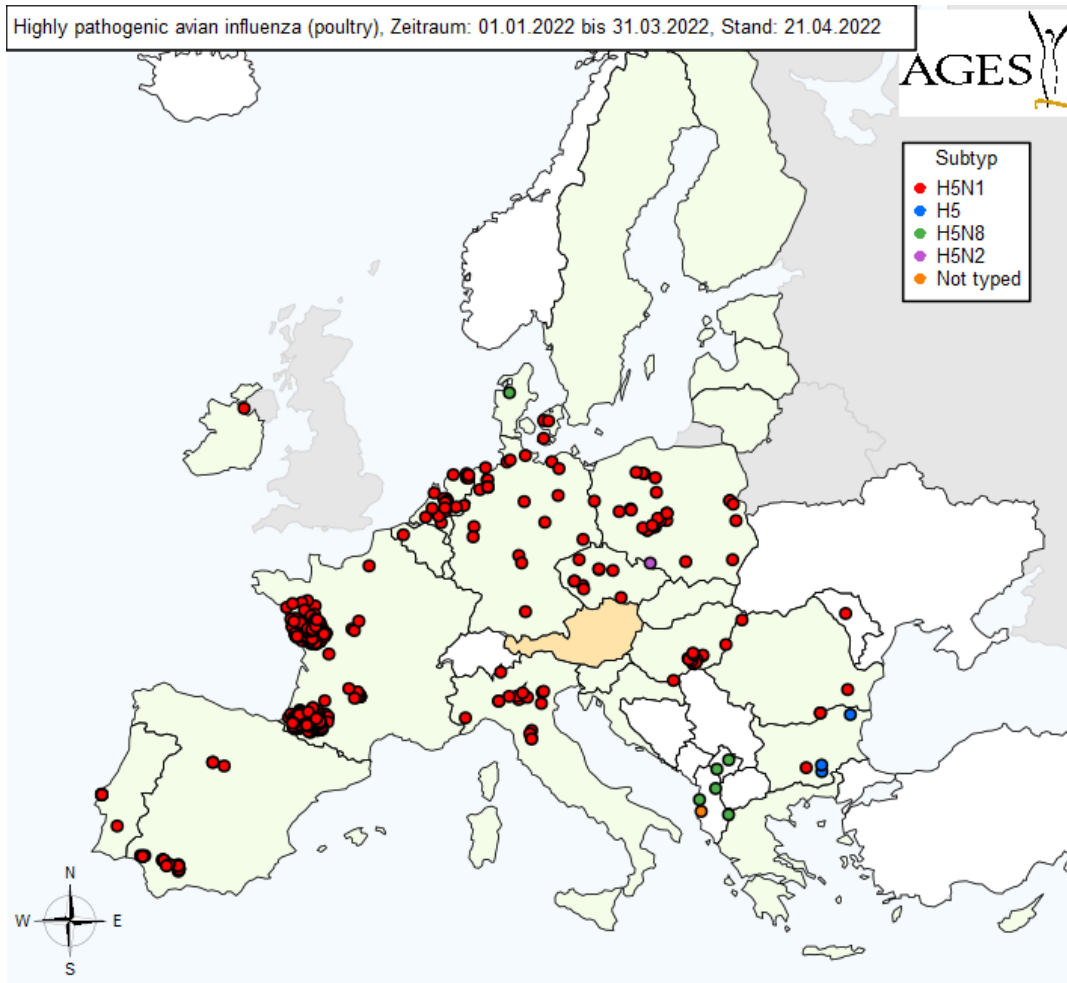 Highly pathogenic avian influenza (poultry), Zeitraum: 01.01.2022 bis 31.03.2022, Stand: 21.04.2022
AGES
Subtyp
H5N1
H5
H5N8
H5N2
Not typed
N
W E
S